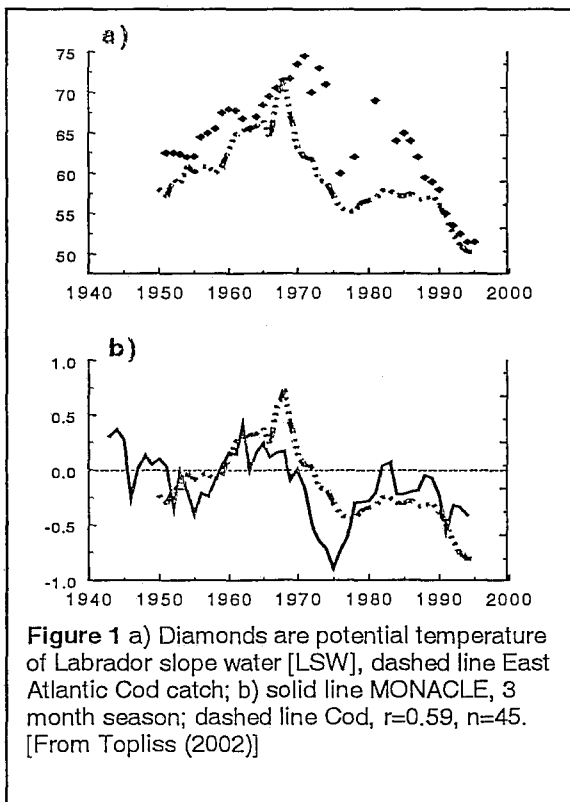 a)
75
70
65
60
55
50
1940 1950 1960 1970 1980 1990 2000
b)
1.0
0.5
0.0
-0.5
-1.0
1940 1950 1960 1970 1980 1990 2000
Figure 1 a) Diamonds are potential temperature
of Labrador slope water [LSW], dashed line East
Atlantic Cod catch; b) solid line MONACLE, 3
month season; dashed line Cod, r=0.59, n=45.
[From Topliss (2002)]